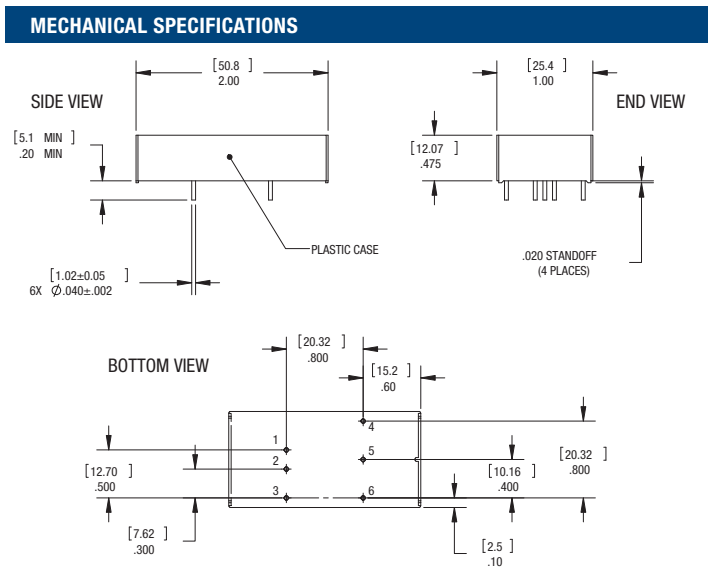 MECHANICAL SPECIFICATIONS
[50.8 ]
2.00
[25.4 ]
1.00
SIDE VIEW
END VIEW
[5.1 MIN ]
.20 MIN
[12.07 ]
.475
PLASTIC CASE
.020 STANDOFF
(4 PLACES)
[1.02±0.05 ]
6X Ø.040±.002
[20.32 ]
.800
BOTTOM VIEW
[15.2 ]
.60
1
4
2
5
3
6
[12.70 ]
.500
[20.32 ]
.800
[10.16 ]
.400
[7.62 ]
.300
[2.5 ]
.10